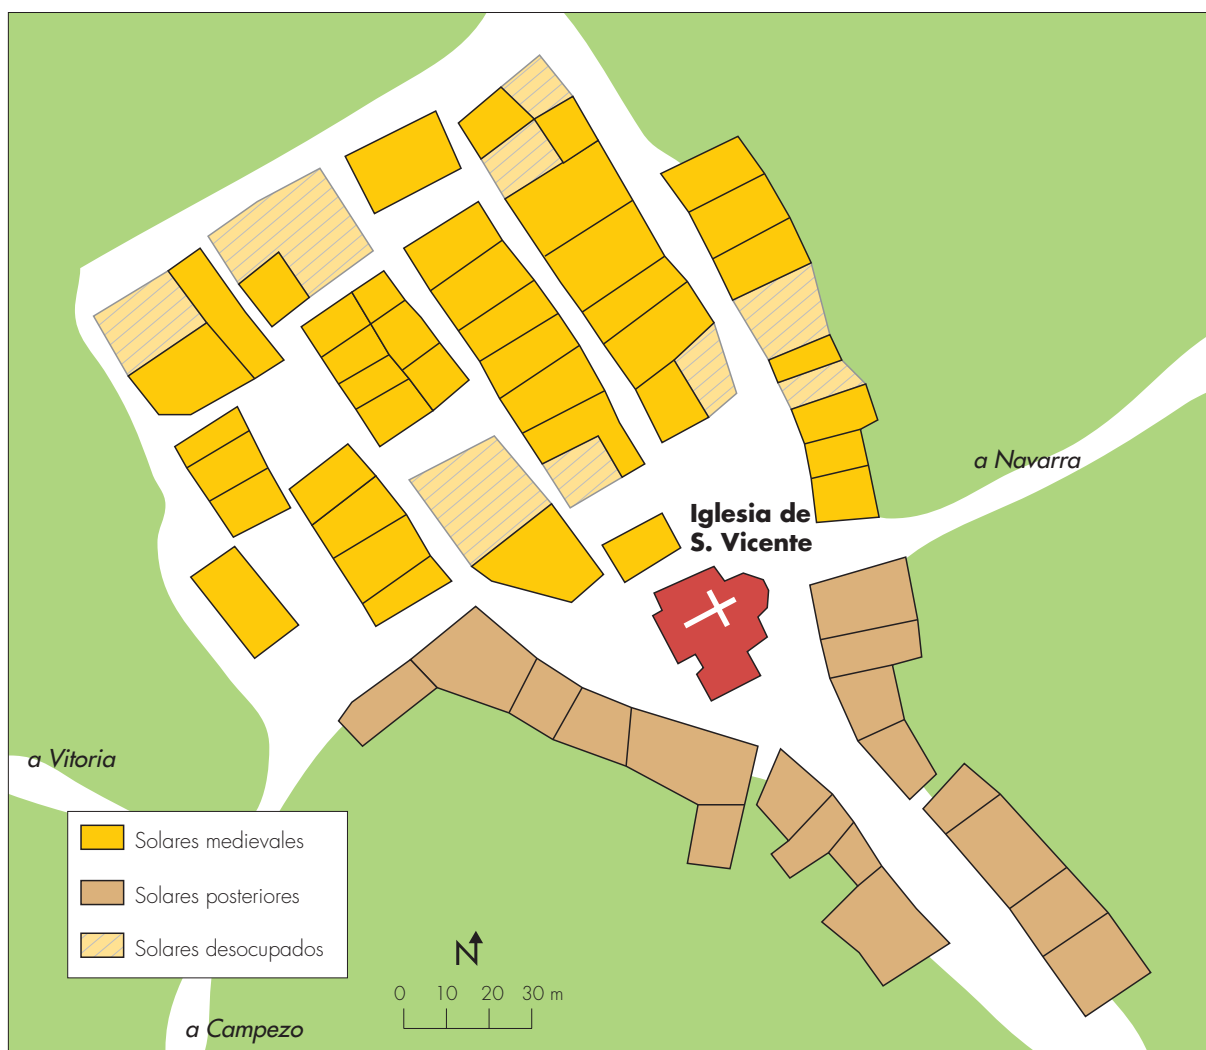 a Navarra
Iglesia de
S. Vicente
a Vitoria
Solares medievales
Solares posteriores
Solares desocupados
N
0 10 20 30 m
a Campezo